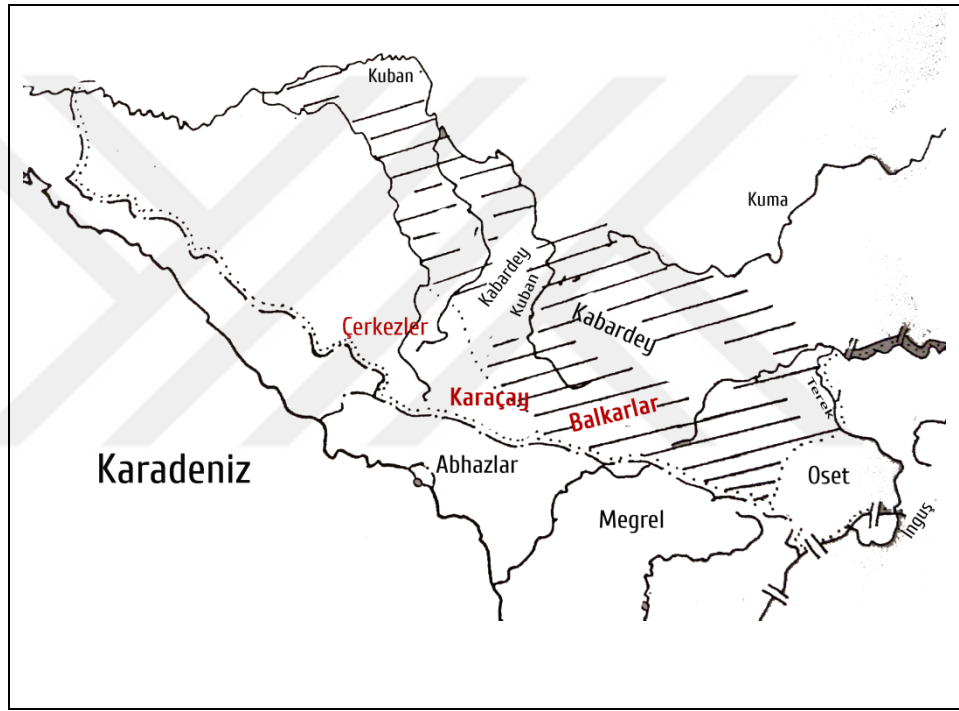 Kuban
Kuma
Kabardey
Kuban
Kabardey
Çerkezler
Karaçay
Balkarlar
Terek
Karadeniz
Abhazlar
Oset
Megrel
İnguş